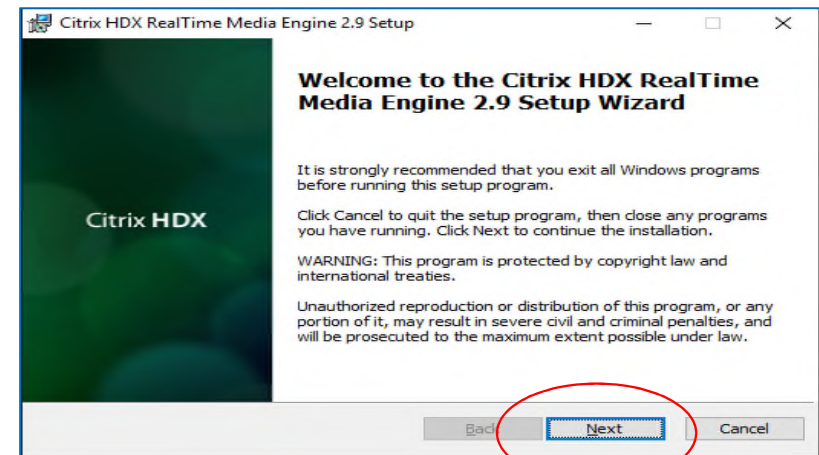 Citrix HDX RealTime Media Engine 2.9 Setup
Welcome to the Citrix HDX RealTime
Media Engine 2.9 Setup Wizard
It is strongly recommended that you exit all Windows programs
before running this setup program.
Citrix HDX
Click Cancel to quit the setup program, then close any programs
you have running. Click Next to continue the installation.
WARNING: This program is protected by copyright law and
international treaties.
Unauthorized reproduction or distribution of this program, or any
portion of it, may result in severe civil and criminal penalties, and
will be prosecuted to the maximum extent possible under law.
Back Next Cancel